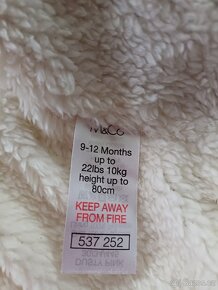 M&Co
9-12 Months
up to
22lbs 10kg
height up to
80cm
KEEP AWAY
FROM FIRE
537 252